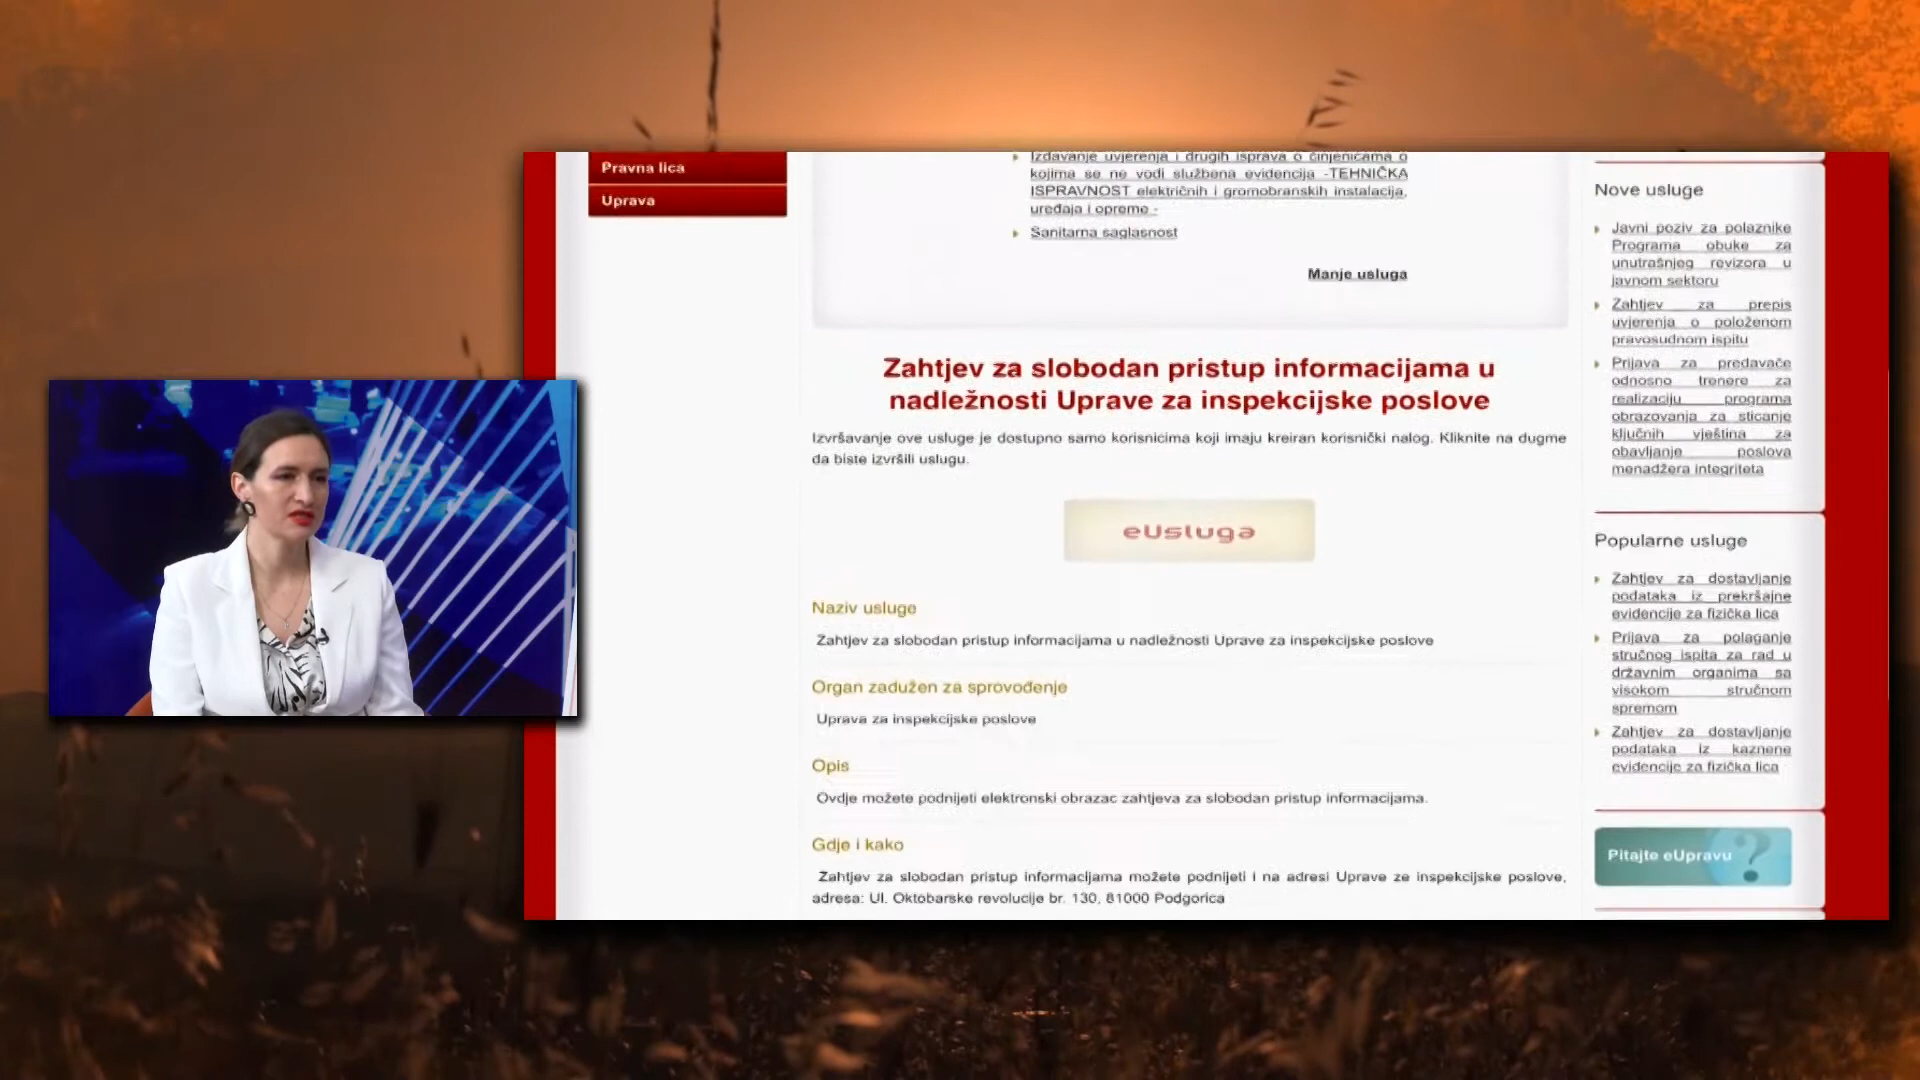 Pravna lica
Uprava
Izdavanje uvjerenja i drugih isprava o činjenicama o
kojima se ne vodi službena evidencija -TEHNIČKA
ISPRAVNOST električnih i gromobranskih instalacija,
uređaja i opreme -
Sanitarna saglasnost
Manje usluga
Zahtjev za slobodan pristup informacijama u
nadležnosti Uprave za inspekcijske poslove
Izvršavanje ove usluge je dostupno samo korisnicima koji imaju kreiran korisnički nalog. Kliknite na dugme
da biste izvršili uslugu.
eUsluga
Naziv usluge
Zahtjev za slobodan pristup informacijama u nadležnosti Uprave za inspekcijske poslove
Organ zadužen za sprovođenje
Uprava za inspekcijske poslove
Opis
Ovdje možete podnijeti elektronski obrazac zahtjeva za slobodan pristup informacijama.
Gdje i kako
Zahtjev za slobodan pristup informacijama možete podnijeti i na adresi Uprave ze inspekcijske poslove,
adresa: Ul. Oktobarske revolucije br. 130, 81000 Podgorica
Nove usluge
Javni poziv za polaznike
Programa obuke za
unutrašnjeg revizora u
javnom sektoru
Zahtjev za prepis
uvjerenja o položenom
pravosudnom ispitu
Prijava za predavače
odnosno trenere za
realizaciju programa
obrazovanja za sticanje
ključnih vještina za
obavljanje poslova
menadžera integriteta
Popularne usluge
Zahtjev za dostavljanje
podataka iz prekršajne
evidencije za fizička lica
Prijava za polaganje
stručnog ispita za rad u
državnim organima sa
visokom stručnom
spremom
Zahtjev za dostavljanje
podataka iz kaznene
evidencije za fizička lica
Pitajte eUpravu